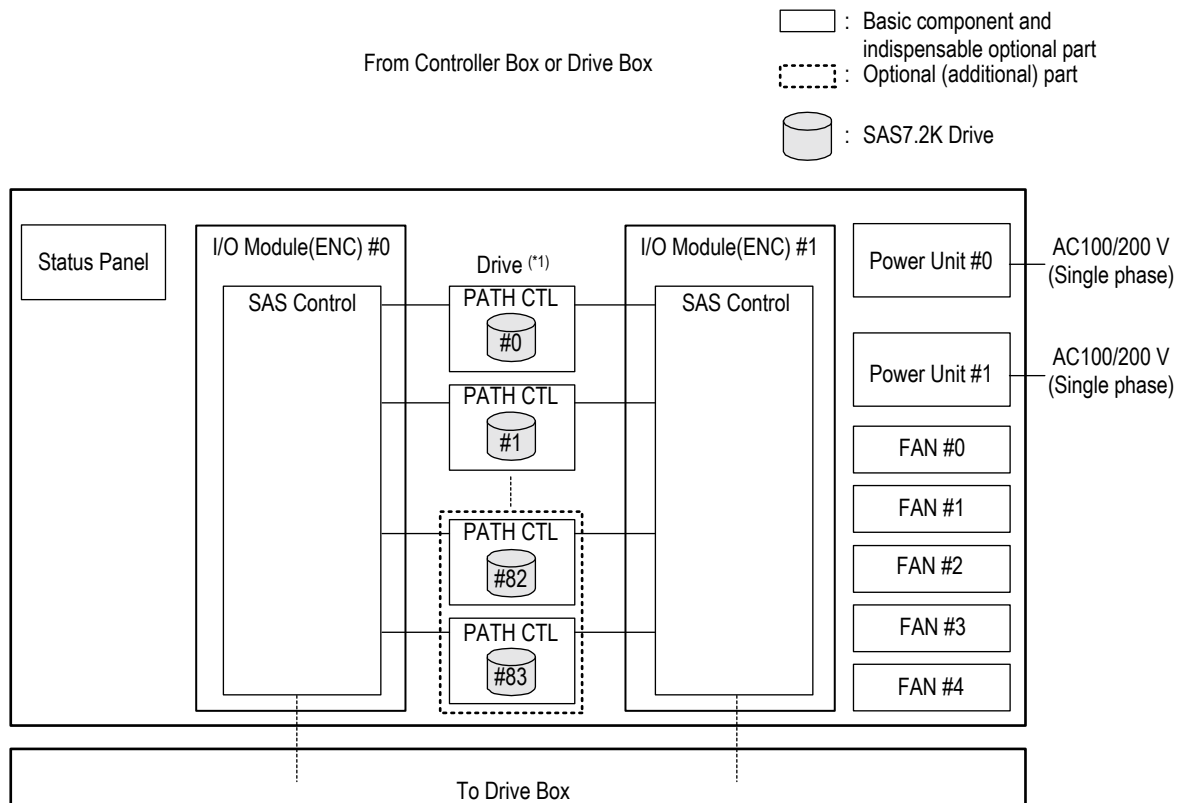 From Controller Box or Drive Box
: Basic component and
indispensable optional part
: Optional (additional) part
: SAS7.2K Drive
Status Panel
I/O Module(ENC) #0
SAS Control
Drive (*1)
PATH CTL
#0
PATH CTL
#1
PATH CTL
#82
PATH CTL
#83
I/O Module(ENC) #1
SAS Control
Power Unit #0
AC100/200 V
(Single phase)
Power Unit #1
AC100/200 V
(Single phase)
FAN #0
FAN #1
FAN #2
FAN #3
FAN #4
To Drive Box